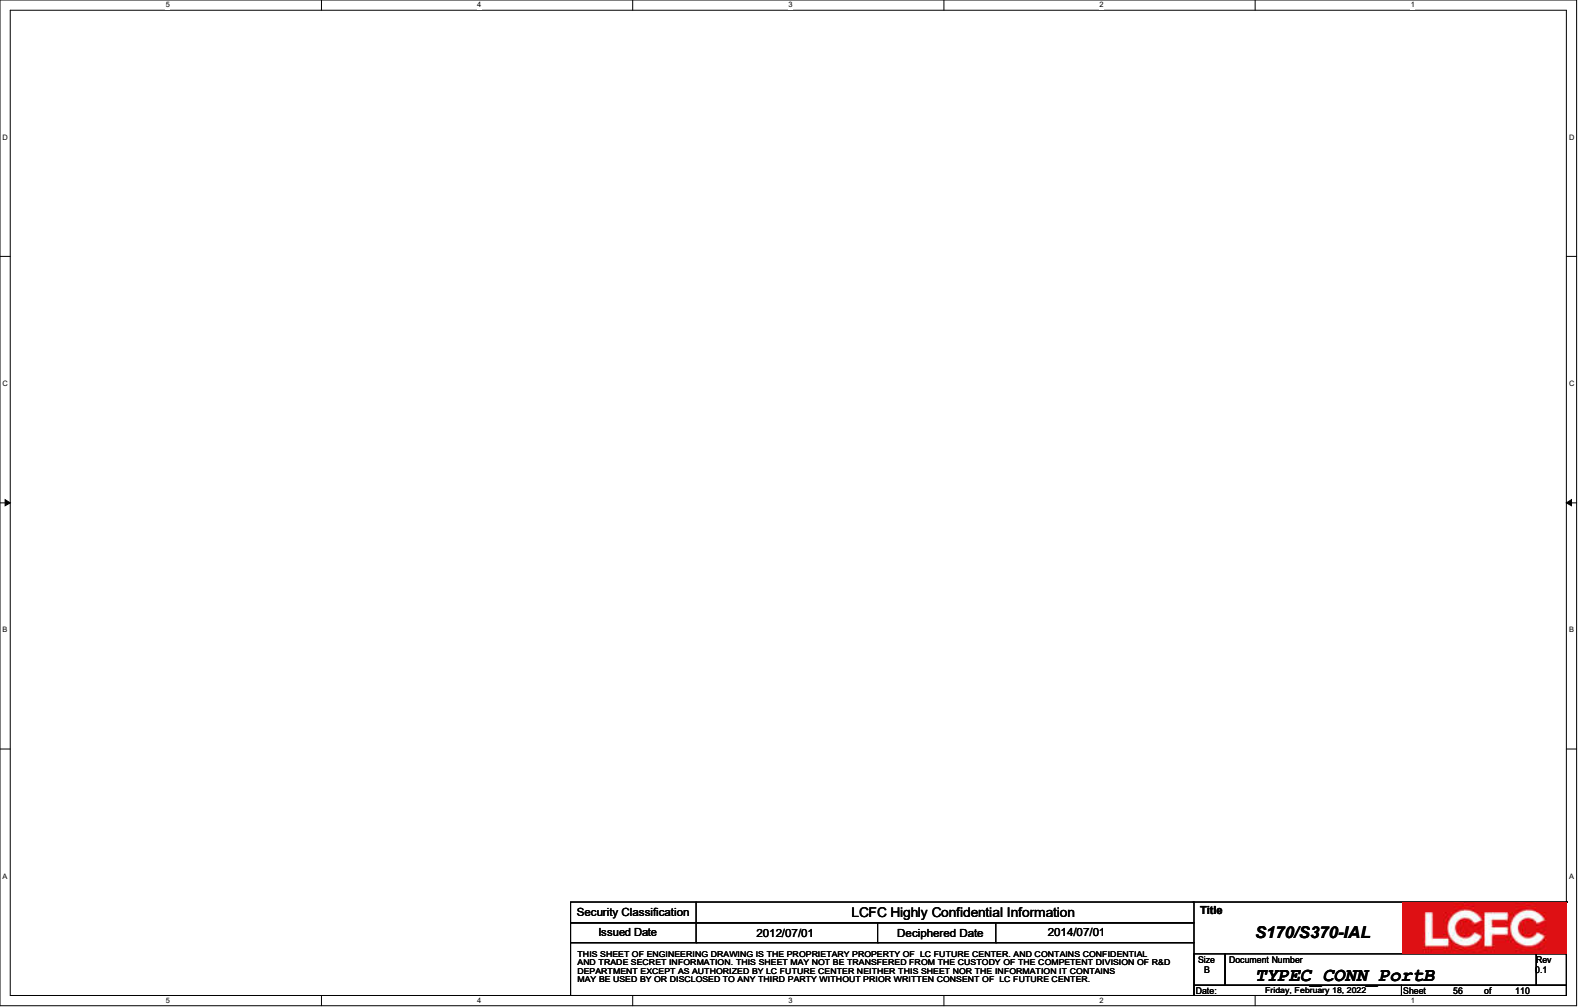 5 4 3 2 1
D D
C C
B B
A A
Security Classification LCFC Highly Confidential Information
Issued Date 2012/07/01 Deciphered Date 2014/07/01
THIS SHEET OF ENGINEERING DRAWING IS THE PROPRIETARY PROPERTY OF LC FUTURE CENTER. AND CONTAINS CONFIDENTIAL
AND TRADE SECRET INFORMATION. THIS SHEET MAY NOT BE TRANSFERED FROM THE CUSTODY OF THE COMPETENT DIVISION OF R&D
DEPARTMENT EXCEPT AS AUTHORIZED BY LC FUTURE CENTER NEITHER THIS SHEET NOR THE INFORMATION IT CONTAINS
MAY BE USED BY OR DISCLOSED TO ANY THIRD PARTY WITHOUT PRIOR WRITTEN CONSENT OF LC FUTURE CENTER.
Title
S170/S370-IAL
LCFC
Size Document Number Rev
B TYPEC_CONN_PortB 0.1
Date: Friday, February 18, 2022 Sheet 56 of 110
5 4 3 2 1